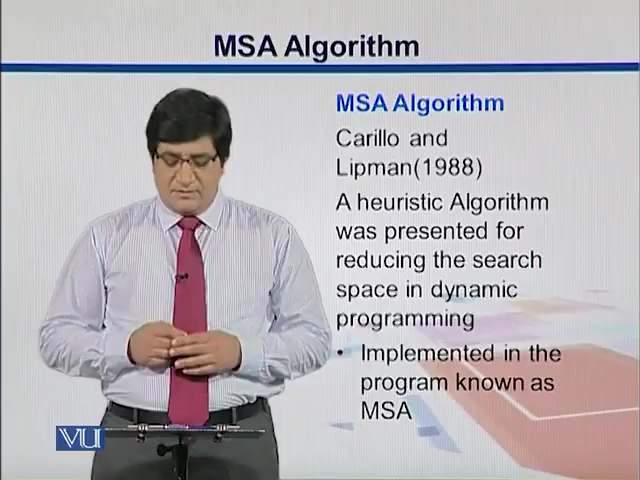 MSA Algorithm
MSA Algorithm
Carillo and
Lipman(1988)
A heuristic Algorithm
was presented for
reducing the search
space in dynamic
programming
• Implemented in the
program known as
MSA
VU